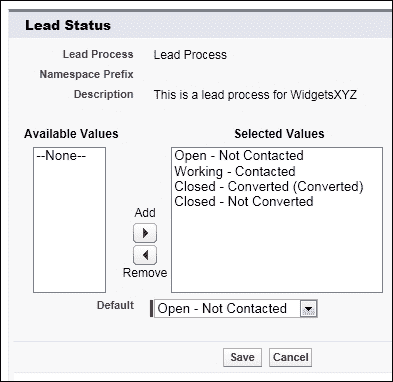 Lead Status
Lead Process Lead Process
Namespace Prefix
Description This is a lead process for WidgetsXYZ
Available Values Selected Values
--None--
Open - Not Contacted
Working - Contacted
Closed - Converted (Converted)
Closed - Not Converted
Add
Remove
Default Open - Not Contacted
Save Cancel